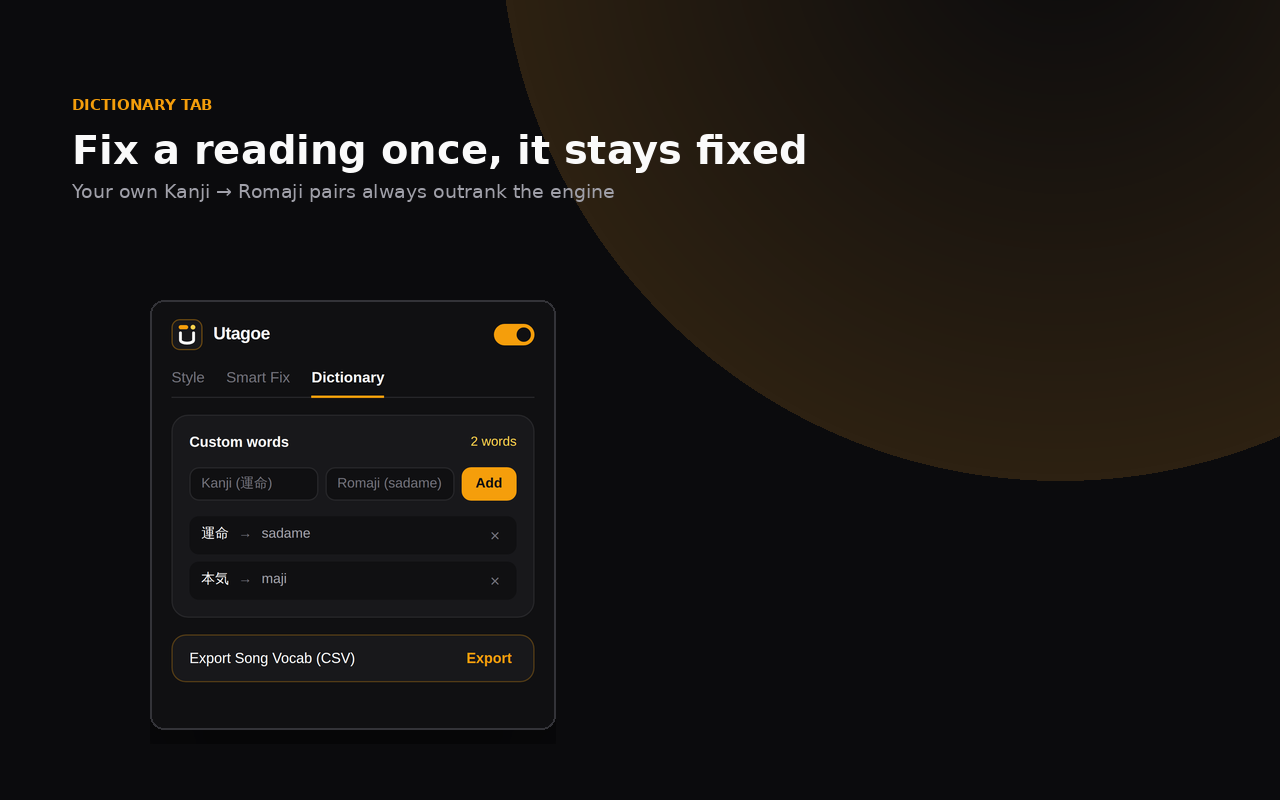 DICTIONARY TAB
Fix a reading once, it stays fixed
Your own Kanji → Romaji pairs always outrank the engine
Utagoe
Style Smart Fix Dictionary
Custom words 2 words
Kanji (運命) Romaji (sadame) Add
運命 → sadame ×
本気 → maji ×
Export Song Vocab (CSV) Export